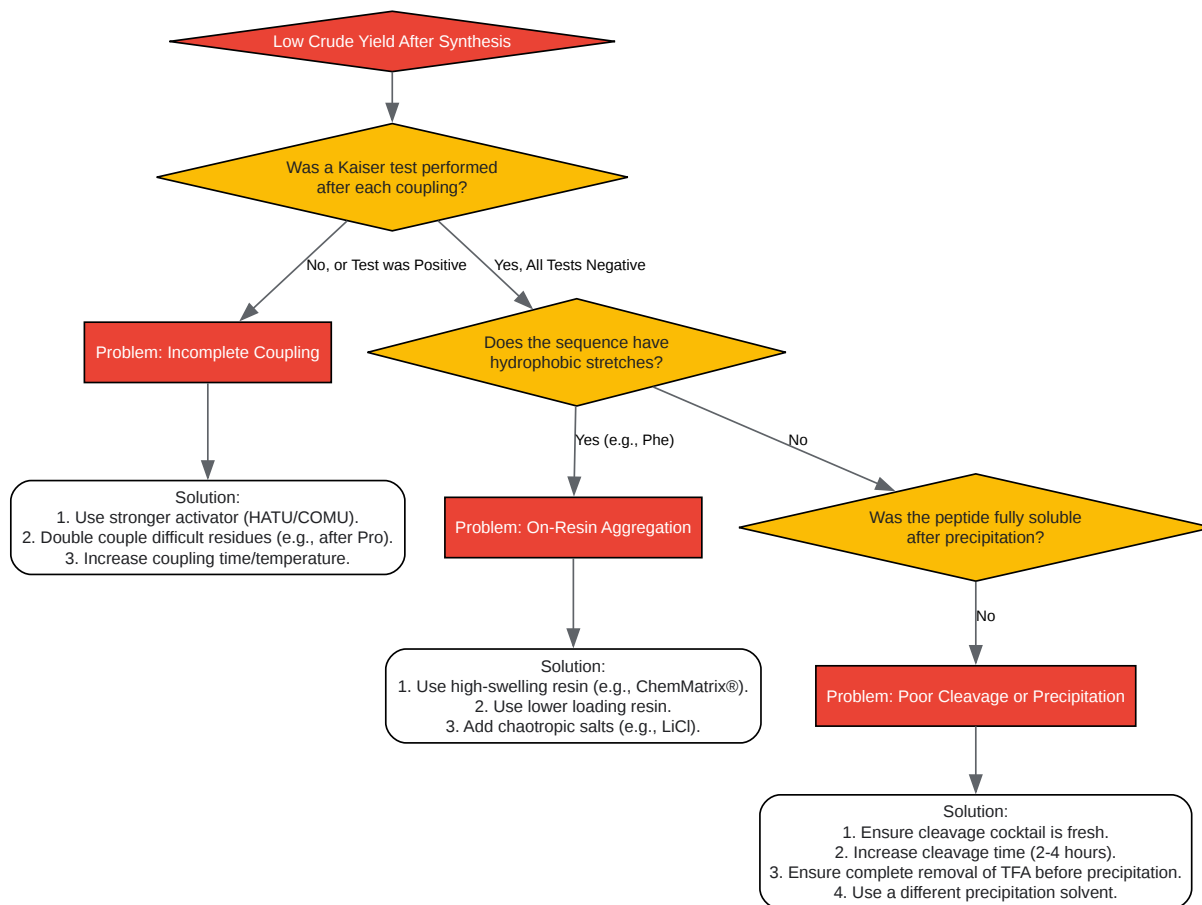 Low Crude Yield After Synthesis
Was a Kaiser test performed
after each coupling?
No, or Test was Positive
Yes, All Tests Negative
Problem: Incomplete Coupling
Does the sequence have
hydrophobic stretches?
Yes (e.g., Phe)
No
Solution:
1. Use stronger activator (HATU/COMU).
2. Double couple difficult residues (e.g., after Pro).
3. Increase coupling time/temperature.
Problem: On-Resin Aggregation
Was the peptide fully soluble
after precipitation?
No
Solution:
1. Use high-swelling resin (e.g., ChemMatrix®).
2. Use lower loading resin.
3. Add chaotropic salts (e.g., LiCl).
Problem: Poor Cleavage or Precipitation
Solution:
1. Ensure cleavage cocktail is fresh.
2. Increase cleavage time (2-4 hours).
3. Ensure complete removal of TFA before precipitation.
4. Use a different precipitation solvent.